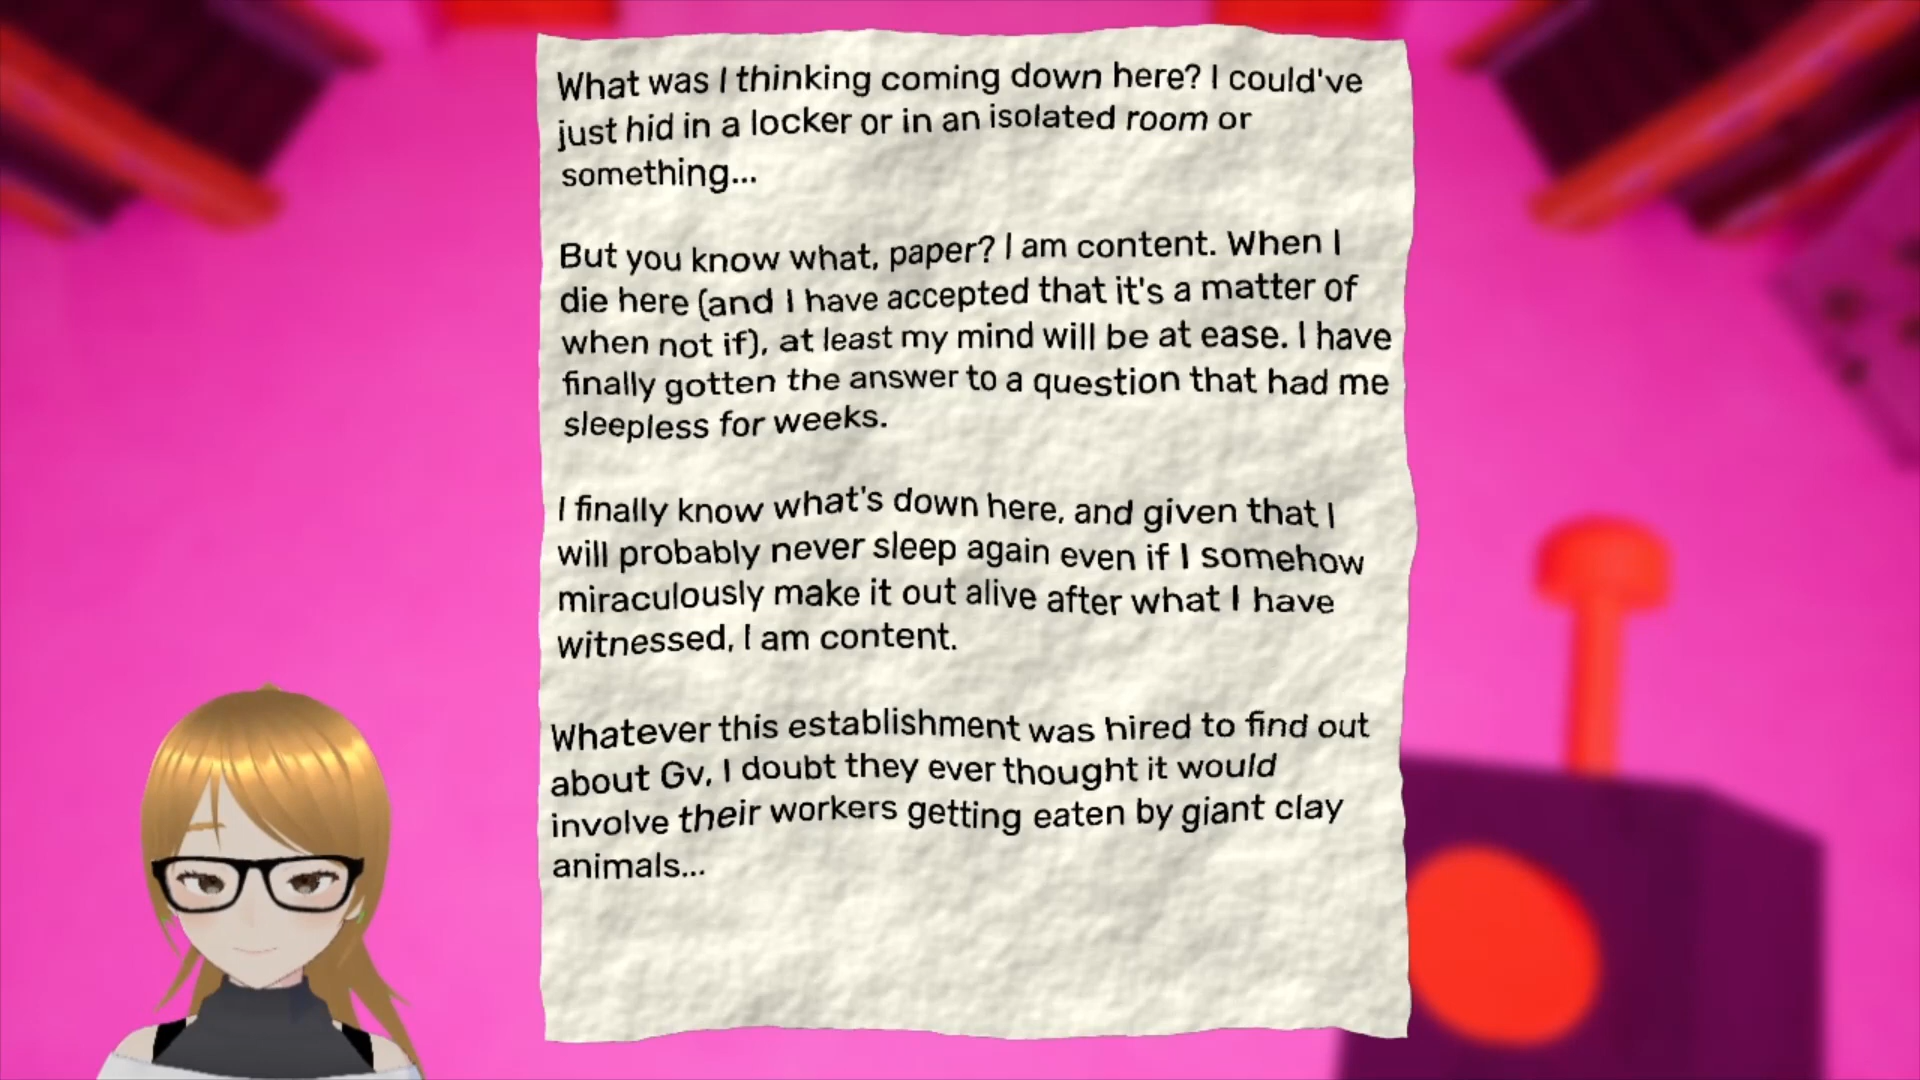 What was I thinking coming down here? I could've
just hid in a locker or in an isolated room or
something...
But you know what, paper? I am content. When I
die here (and I have accepted that it's a matter of
when not if), at least my mind will be at ease. I have
finally gotten the answer to a question that had me
sleepless for weeks.
I finally know what's down here, and given that I
will probably never sleep again even if I somehow
miraculously make it out alive after what I have
witnessed, I am content.
Whatever this establishment was hired to find out
about Gv, I doubt they ever thought it would
involve their workers getting eaten by giant clay
animals...